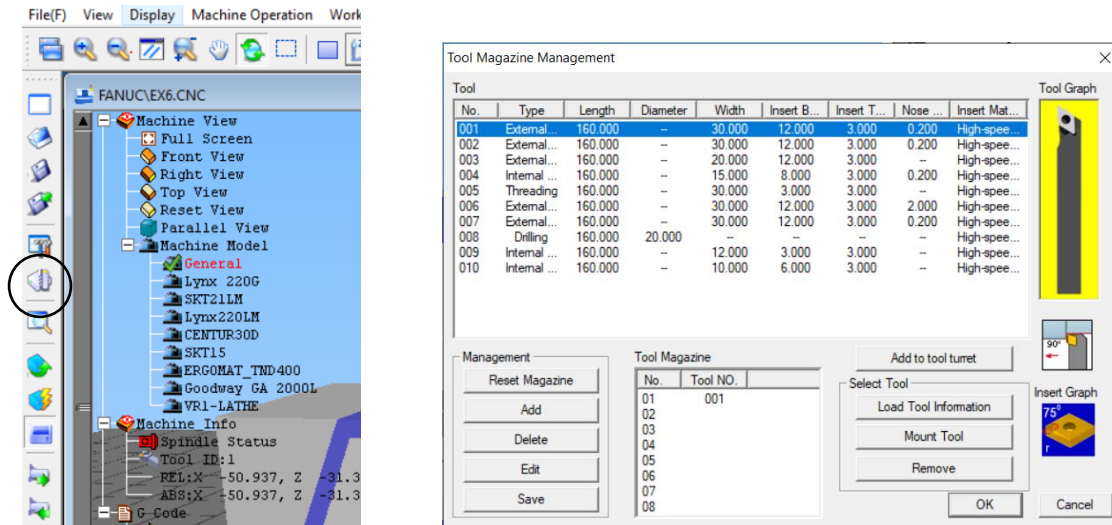 File(F) View Display Machine Operation Work
FANUC\EX6.CNC
Machine View
Full Screen
Front View
Right View
Top View
Reset View
Parallel View
Machine Model
General
Lynx 220G
SKT21LM
Lynx220LM
CENTUR30D
SKT15
ERGOMAT_TND400
Goodway GA 2000L
VR1-LATHE
Machine Info
Spindle Status
Tool ID:1
REL:X -50.937, Z -31.3
ABS:X -50.937, Z -31.3
G Code
Tool Magazine Management
Tool
Tool Graph
No. Type Length Diameter Width Insert B... Insert T... Nose ... Insert Mat...
001 External... 160.000 -- 30.000 12.000 3.000 0.200 High-spee...
002 External... 160.000 -- 30.000 12.000 3.000 0.200 High-spee...
003 External... 160.000 -- 20.000 12.000 3.000 -- High-spee...
004 Internal ... 160.000 -- 15.000 8.000 3.000 0.200 High-spee...
005 Threading 160.000 -- 30.000 3.000 3.000 -- High-spee...
006 External... 160.000 -- 30.000 12.000 3.000 2.000 High-spee...
007 External... 160.000 -- 30.000 12.000 3.000 0.200 High-spee...
008 Drilling 160.000 20.000 -- -- -- -- High-spee...
009 Internal ... 160.000 -- 12.000 3.000 3.000 -- High-spee...
010 Internal ... 160.000 -- 10.000 6.000 3.000 -- High-spee...
90°
Management
Reset Magazine
Add
Delete
Edit
Save
Tool Magazine
No. Tool NO.
01 001
02
03
04
05
06
07
08
Add to tool turret
Select Tool
Load Tool Information
Mount Tool
Remove
Insert Graph
75°
r
OK Cancel